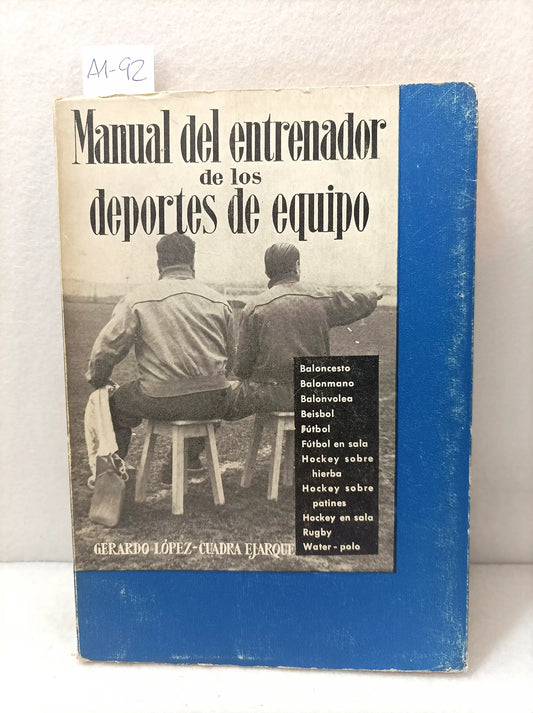 A1-92
Manual del entrenador
de los
deportes de equipo
Baloncesto
Balonmano
Balonvolea
Beisbol
Fútbol
Fútbol en sala
Hockey sobre
hierba
Hockey sobre
patines
Hockey en sala
Rugby
Water-polo
GERARDO LÓPEZ-CUADRA EJARQUE